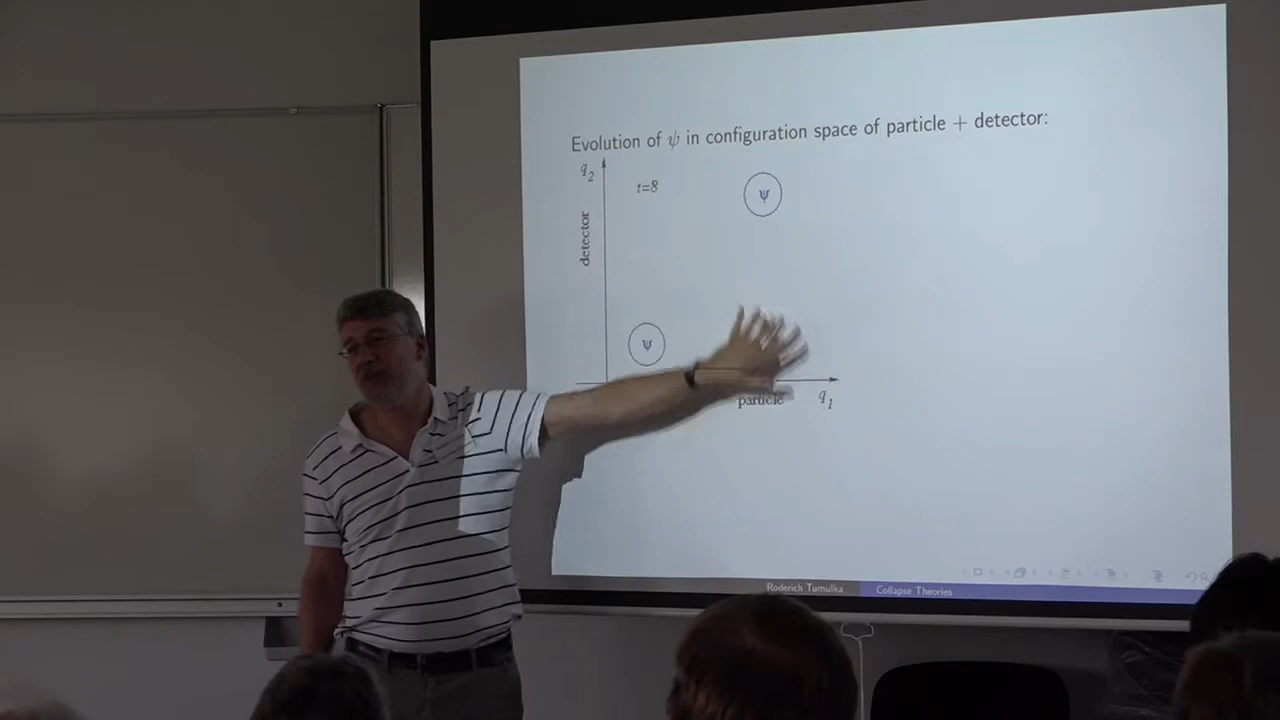 Evolution of ψ in configuration space of particle + detector:
q2
t=8
ψ
detector
ψ
particle
q1
Roderich Tumulka Collapse Theories